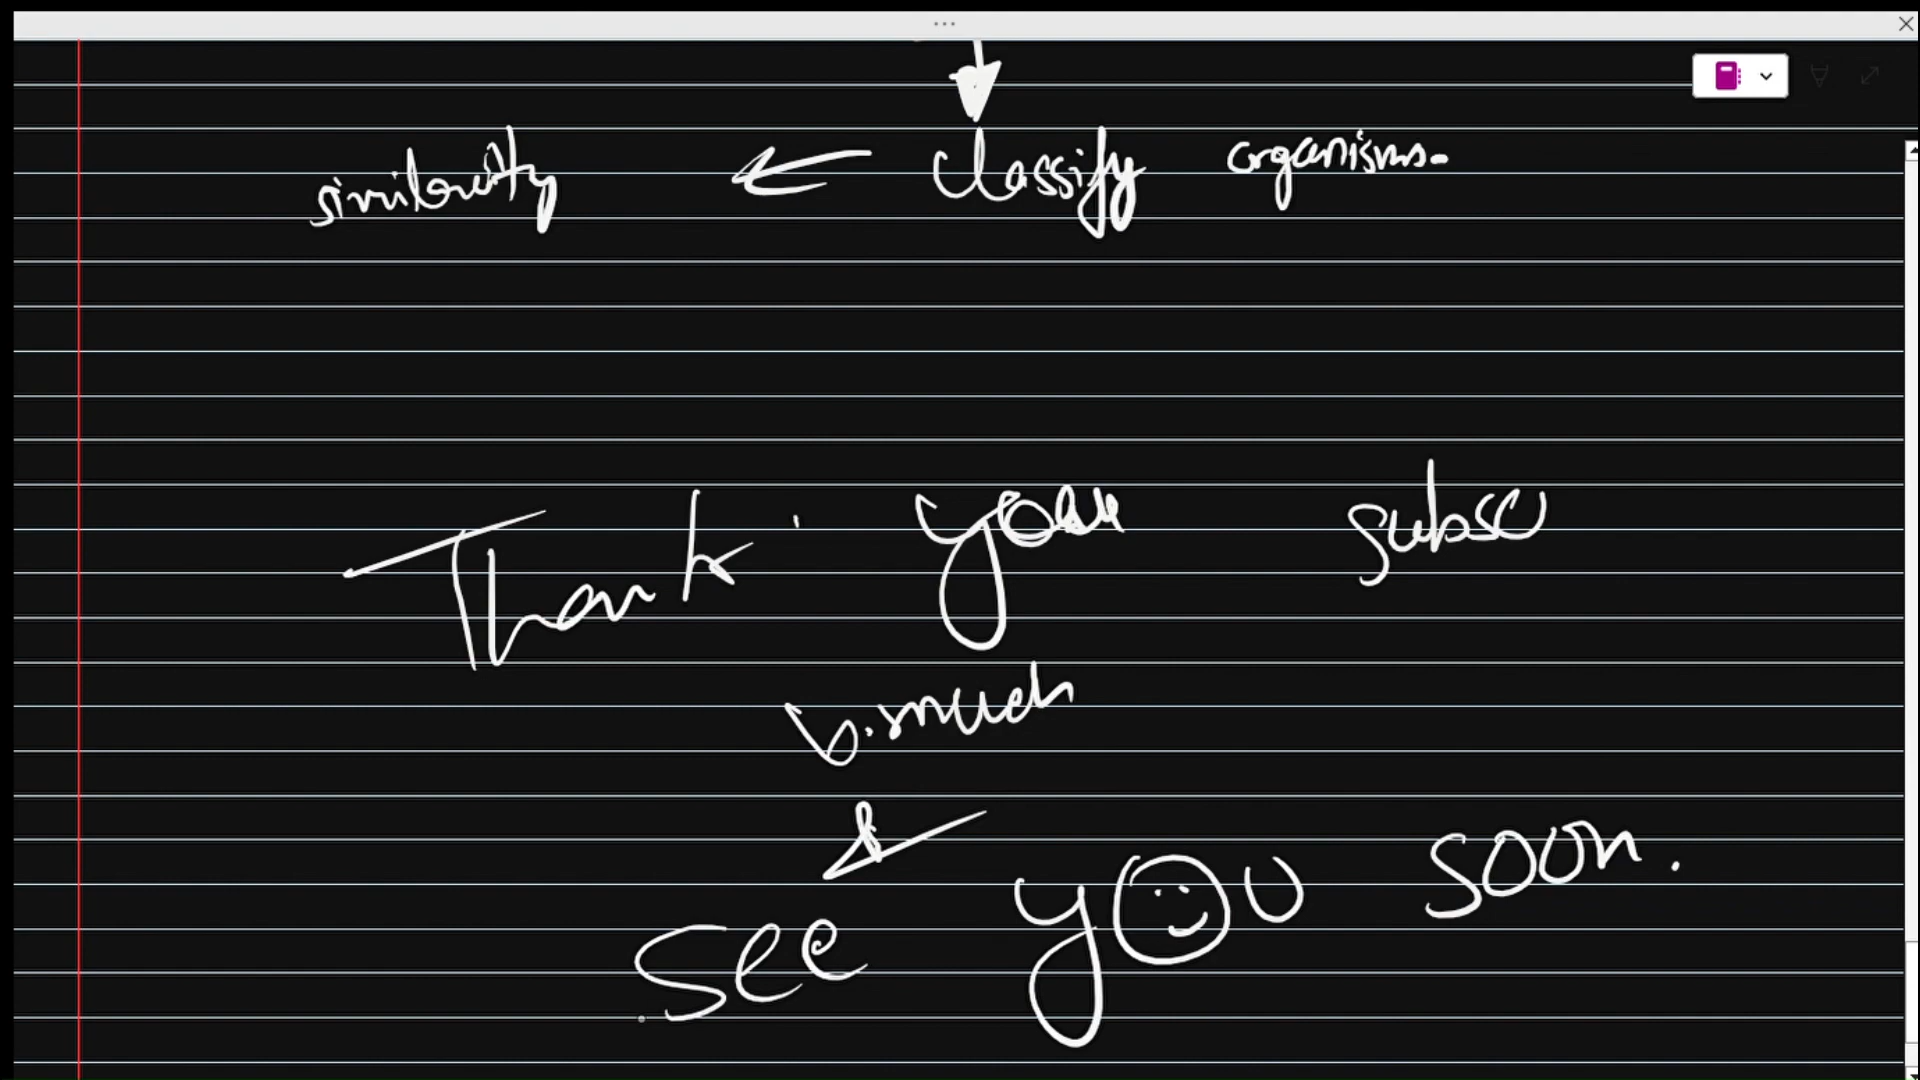 similarity ← classify organisms.
Thank you subsc
v. much
&
see you soon.